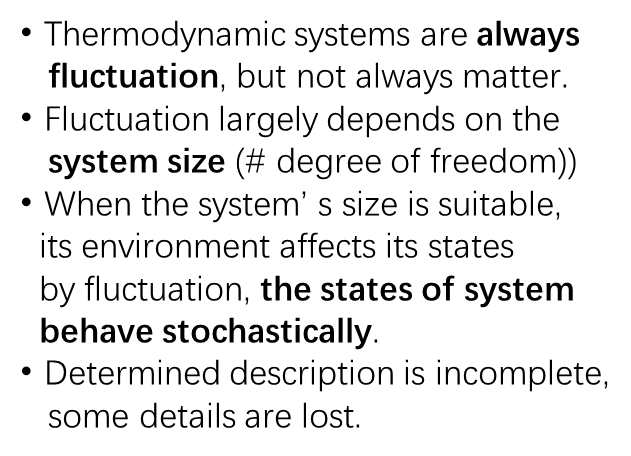 • Thermodynamic systems are always
fluctuation, but not always matter.
• Fluctuation largely depends on the
system size (# degree of freedom))
• When the system’ s size is suitable,
its environment affects its states
by fluctuation, the states of system
behave stochastically.
• Determined description is incomplete,
some details are lost.